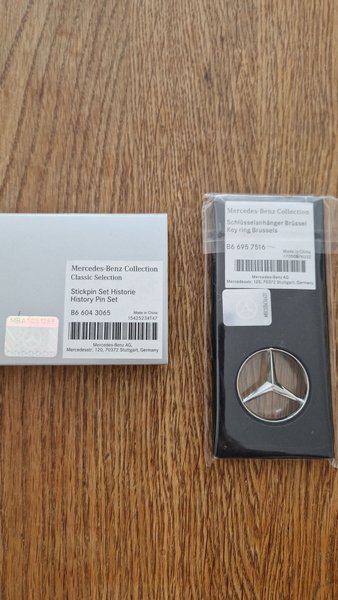 Mercedes-Benz Collection
Classic Selection
Stickpin Set Historie
History Pin Set
B6 604 3065
Made in China
15425234T47
Mercedes-Benz AG,
Mercedesstr. 120, 70372 Stuttgart, Germany
Mercedes-Benz Collection
Schlüsselanhänger Brüssel
Key ring Brussels
B6 695 7516
Made in China
Mercedes-Benz AG
Mercedesstr. 120, 70372 Stuttgart, Germany